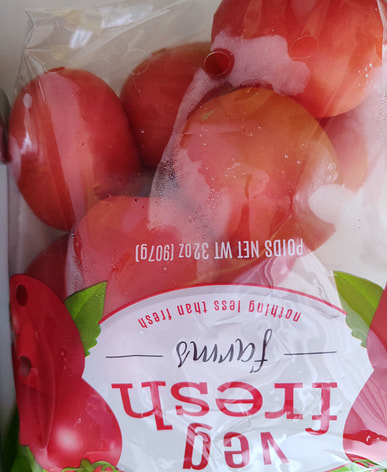 veg
fresh
farms
nothing less than fresh
POIDS NET WT 32oz (907g)